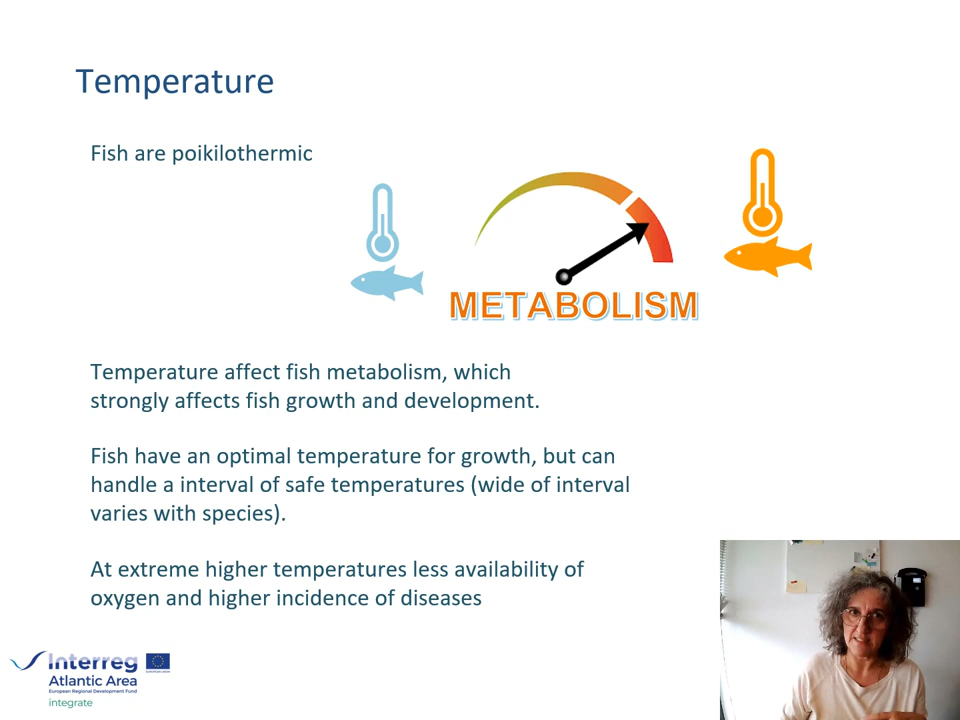 Temperature
Fish are poikilothermic
METABOLISM
Temperature affect fish metabolism, which
strongly affects fish growth and development.
Fish have an optimal temperature for growth, but can
handle a interval of safe temperatures (wide of interval
varies with species).
At extreme higher temperatures less availability of
oxygen and higher incidence of diseases
Interreg
EUROPEAN UNION
Atlantic Area
European Regional Development Fund
integrate